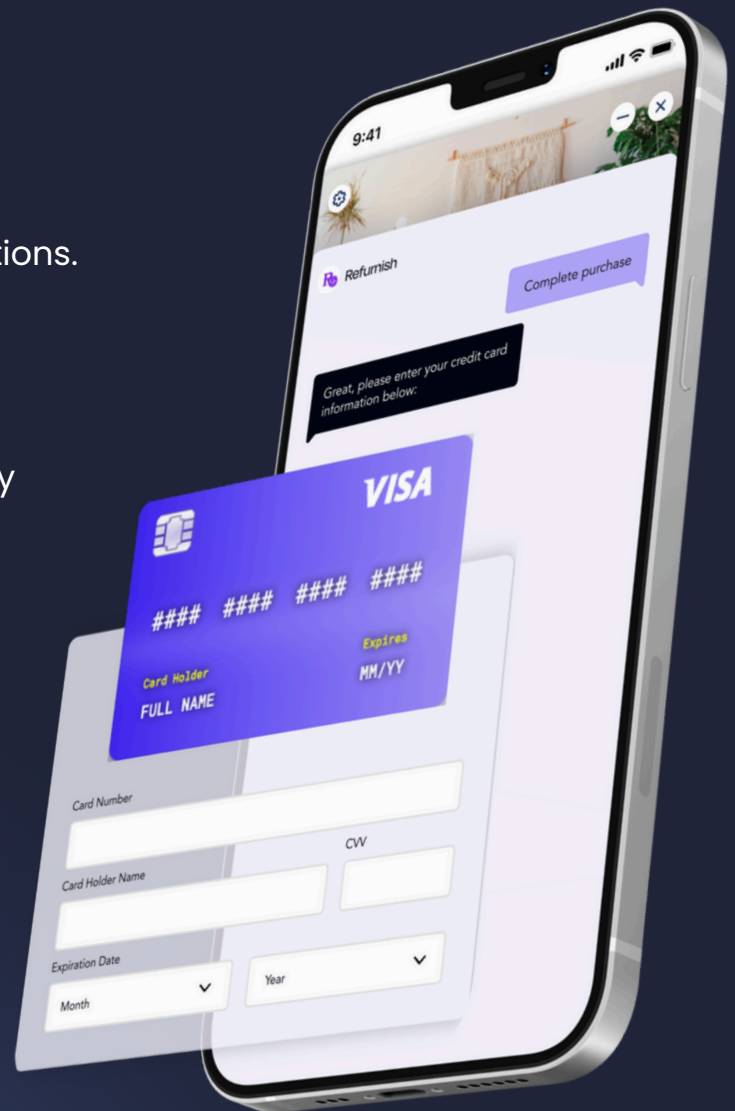 tions.
y
9:41
Refurnish
Complete purchase
Great, please enter your credit card
information below:
VISA
#### #### #### ####
Card Holder
Expires
FULL NAME
MM/YY
Card Number
Card Holder Name
CVV
Expiration Date
Month
Year